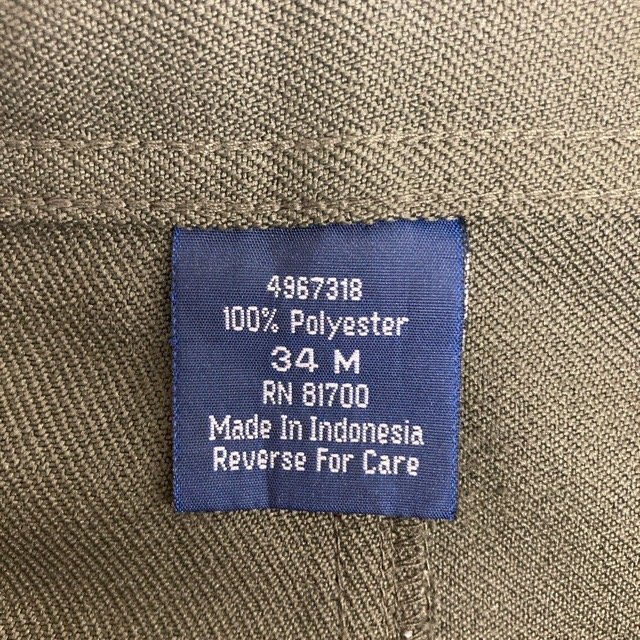 4967318
100% Polyester
34 M
RN 81700
Made In Indonesia
Reverse For Care